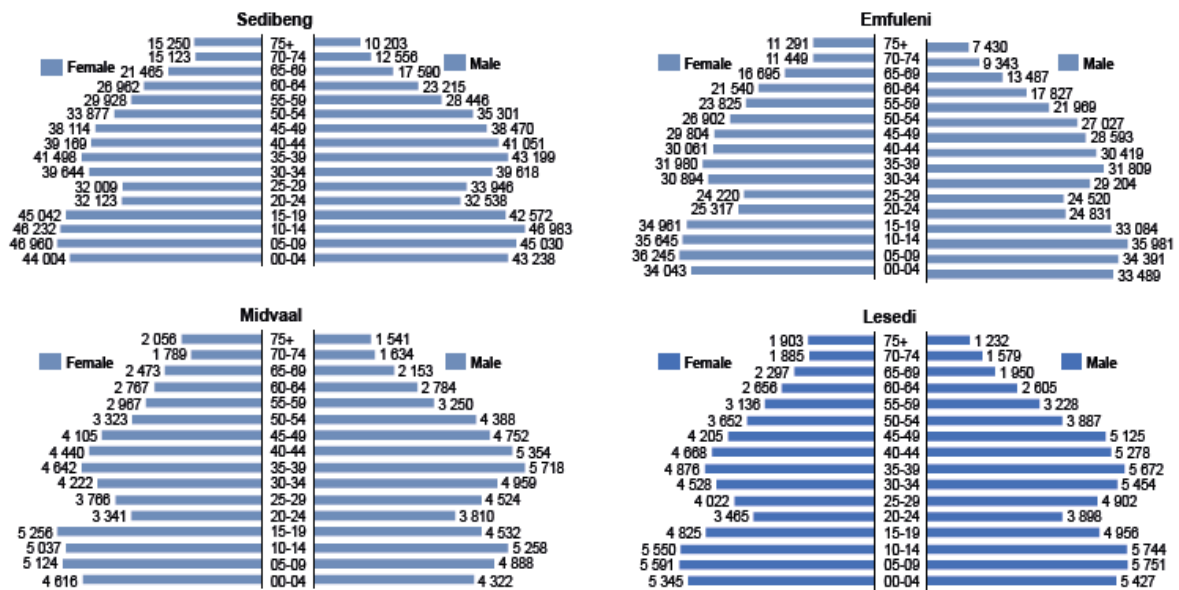 Sedibeng
15 250 75+ 10 203
15 123 70-74 12 556
Female 21 465 65-69 17 590 Male
26 962 60-64 23 215
29 928 55-59 28 446
33 877 50-54 35 301
38 114 45-49 38 470
39 169 40-44 41 051
41 498 35-39 43 199
39 644 30-34 39 618
32 009 25-29 33 946
32 123 20-24 32 538
45 042 15-19 42 572
46 232 10-14 46 983
46 960 05-09 45 030
44 004 00-04 43 238
Emfuleni
11 291 75+ 7 430
11 449 70-74 9 343
Female 16 695 65-69 13 487 Male
21 540 60-64 17 827
23 825 55-59 21 969
26 902 50-54 27 027
29 804 45-49 28 593
30 061 40-44 30 419
31 980 35-39 31 809
30 894 30-34 29 204
24 220 25-29 24 520
25 317 20-24 24 831
34 961 15-19 33 084
35 645 10-14 35 981
36 245 05-09 34 391
34 043 00-04 33 489
Midvaal
2 056 75+ 1 541
Female 1 789 70-74 1 634 Male
2 473 65-69 2 153
2 767 60-64 2 784
2 967 55-59 3 250
3 323 50-54 4 388
4 105 45-49 4 752
4 440 40-44 5 354
4 642 35-39 5 718
4 222 30-34 4 959
3 766 25-29 4 524
3 341 20-24 3 810
5 256 15-19 4 532
5 037 10-14 5 258
5 124 05-09 4 888
4 616 00-04 4 322
Lesedi
1 903 75+ 1 232
Female 1 885 70-74 1 579 Male
2 297 65-69 1 950
2 656 60-64 2 605
3 136 55-59 3 228
3 652 50-54 3 887
4 205 45-49 5 125
4 668 40-44 5 278
4 876 35-39 5 672
4 528 30-34 5 454
4 022 25-29 4 902
3 465 20-24 3 898
4 825 15-19 4 956
5 550 10-14 5 744
5 591 05-09 5 751
5 345 00-04 5 427